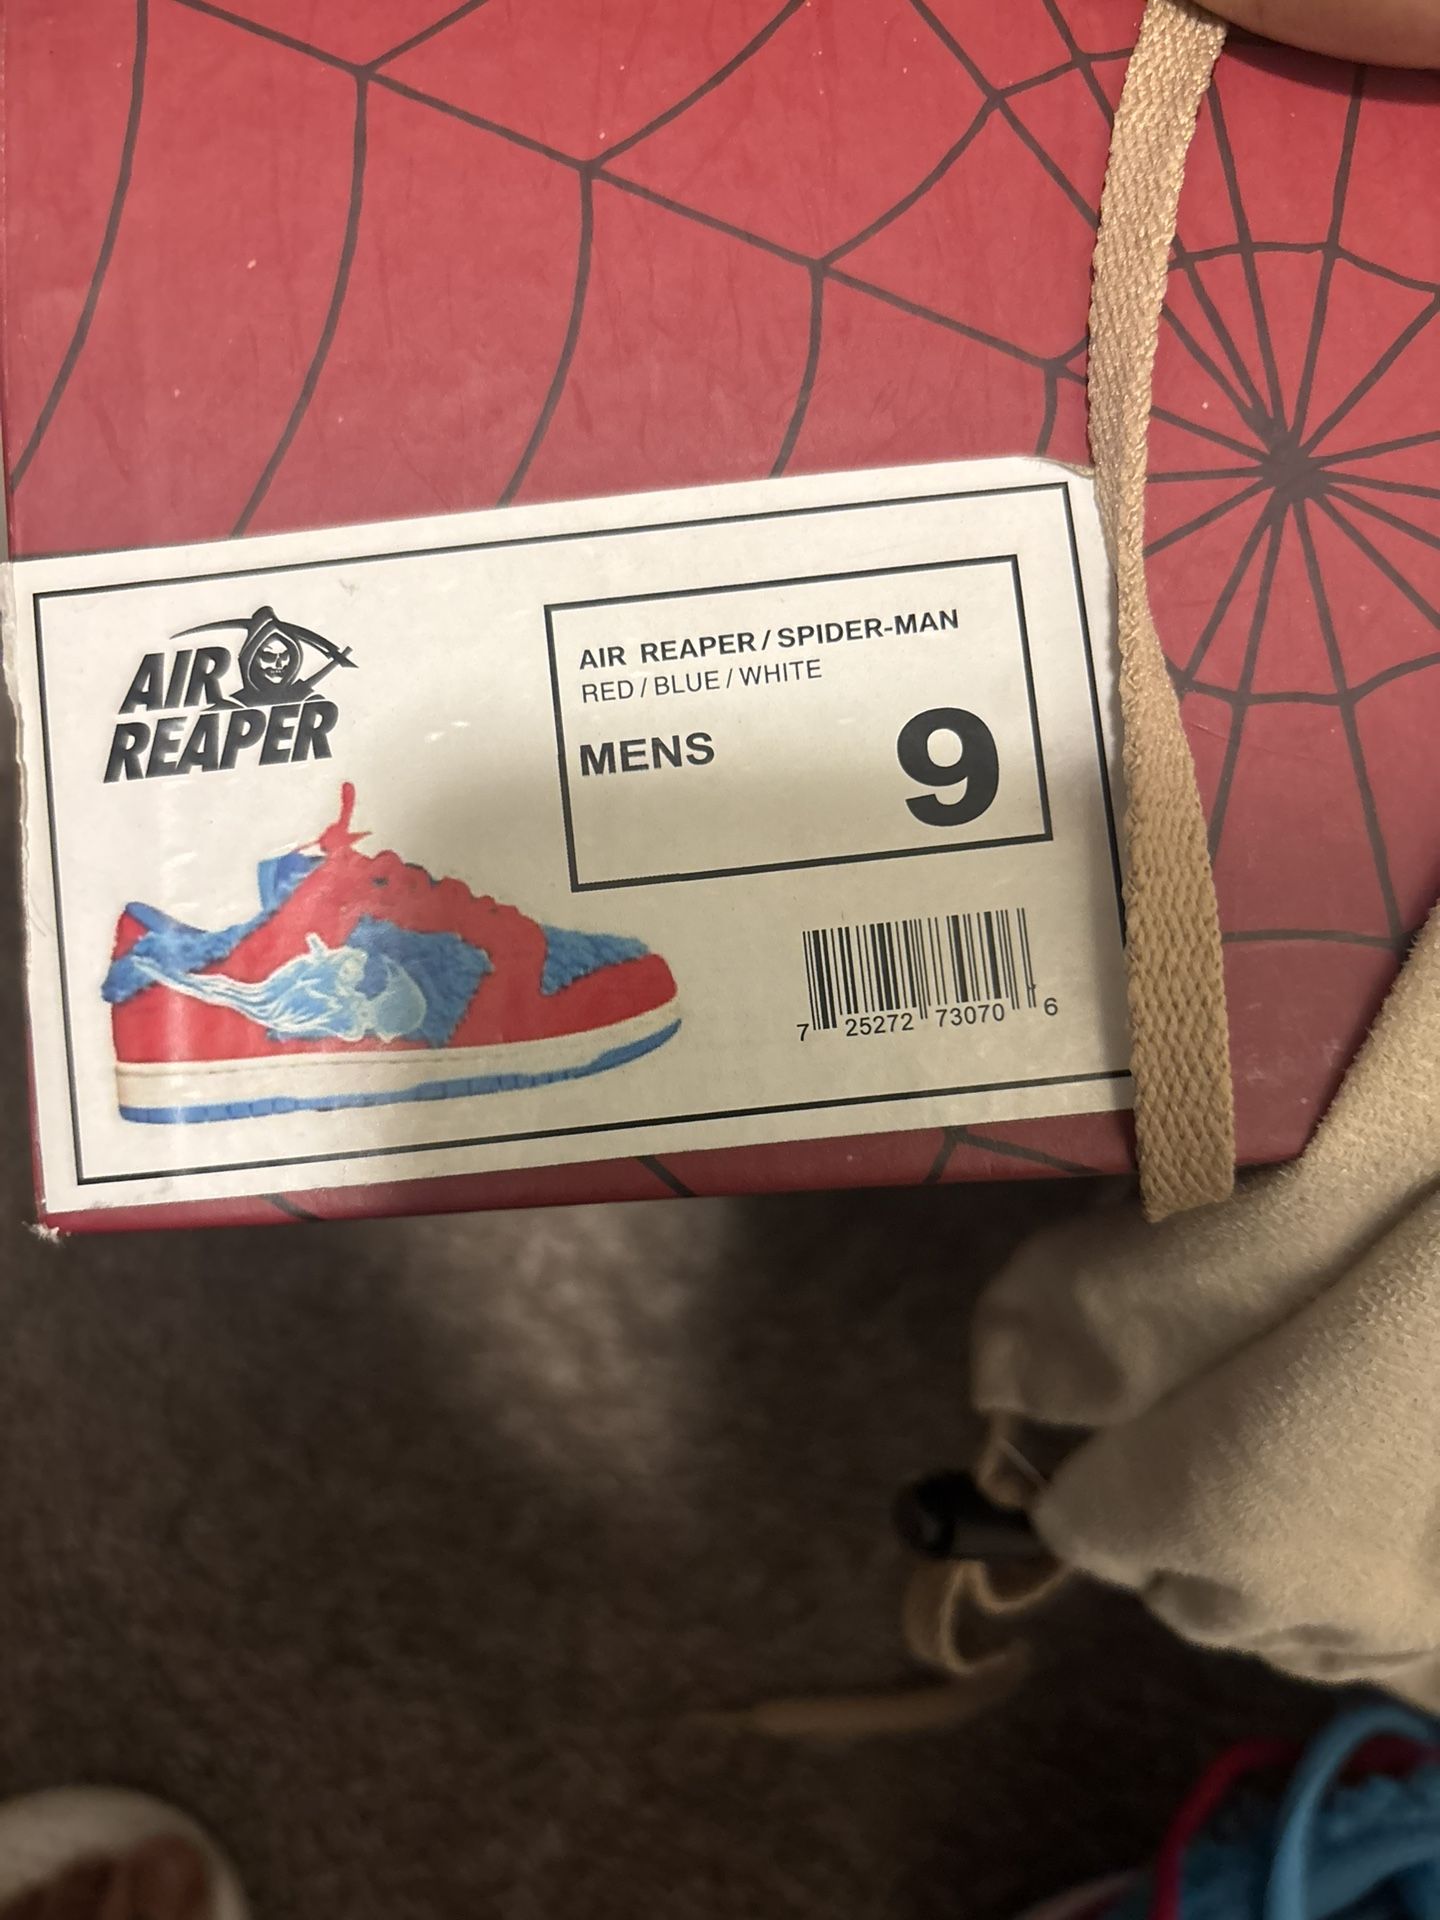 AIR
REAPER
AIR REAPER / SPIDER-MAN
RED / BLUE / WHITE
MENS
9
7 25272 73070 6